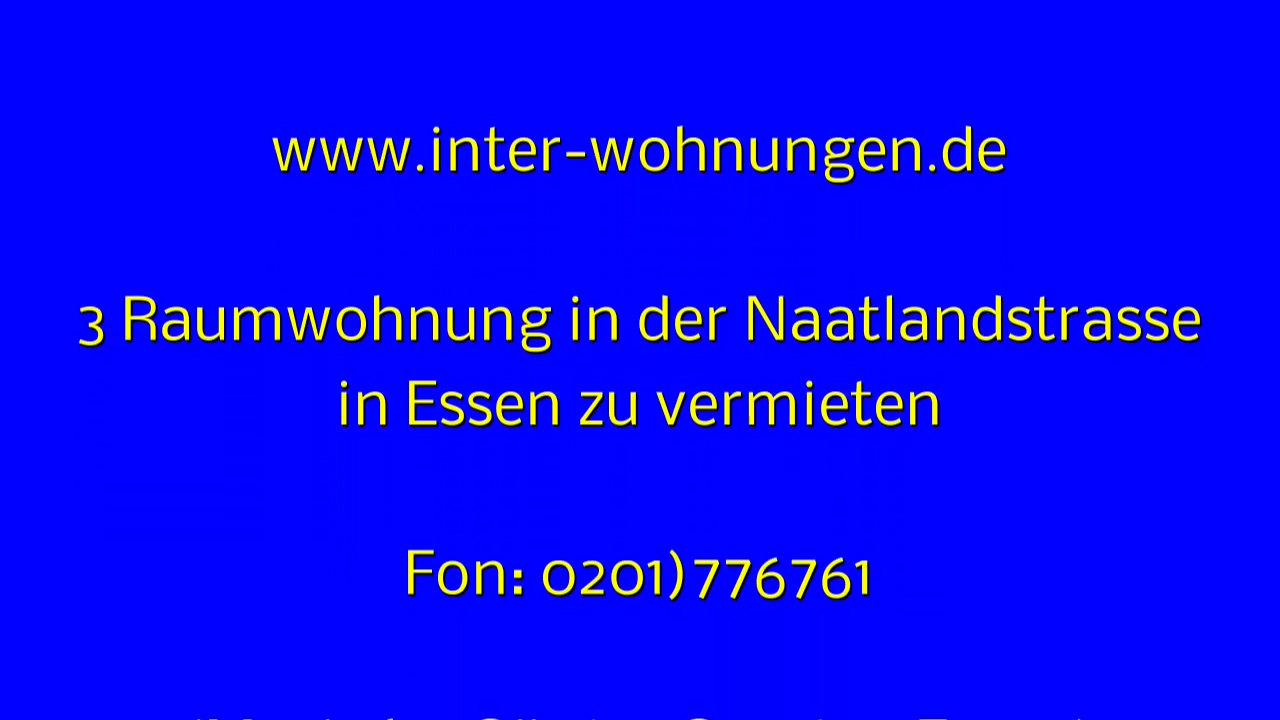 www.inter-wohnungen.de
3 Raumwohnung in der Naatlandstrasse
in Essen zu vermieten
Fon: 0201)776761